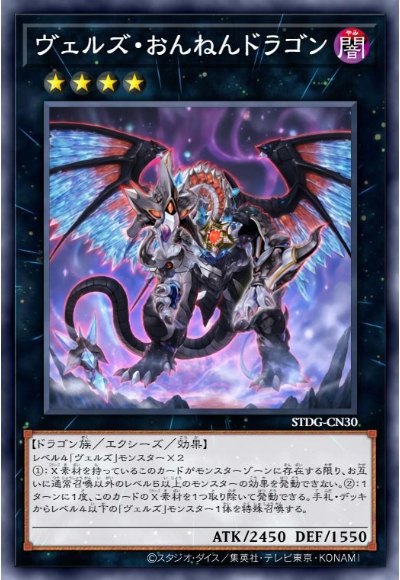 ヴェルズ・おんねんドラゴン
闇
STDG-CN30
【ドラゴン族／エクシーズ／効果】
レベル4「ヴェルズ」モンスター×2
①：X素材を持っているこのカードがモンスターゾーンに存在する限り、お互
いに通常召喚以外のレベル5以上のモンスターの効果を発動できない。②：1
ターンに1度、このカードのX素材を1つ取り除いて発動できる。手札・デッキ
からレベル4以下の「ヴェルズ」モンスター1体を特殊召喚する。
ATK/2450 DEF/1550
©スタジオ・ダイス／集英社・テレビ東京・KONAMI